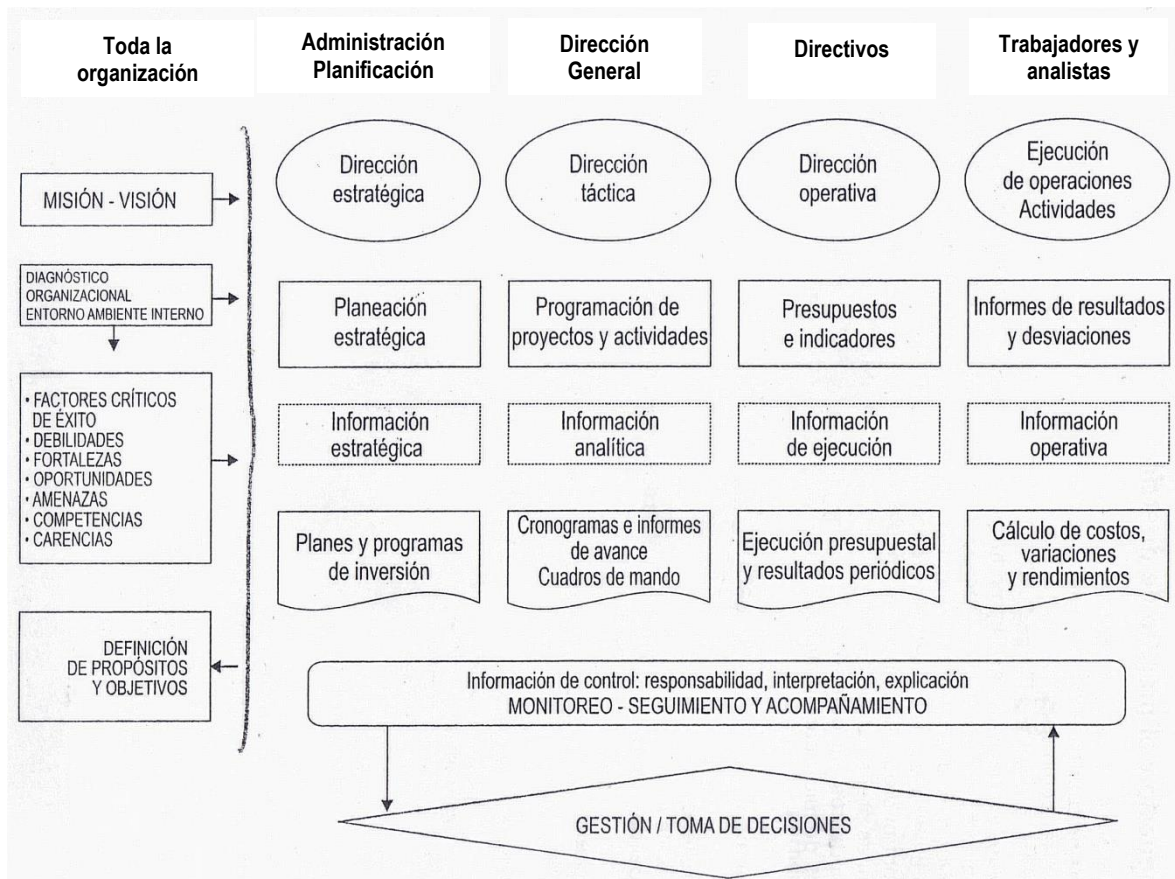 Toda la
organización
Administración
Planificación
Dirección
General
Directivos
Trabajadores y
analistas
MISIÓN - VISIÓN
Dirección
estratégica
Dirección
táctica
Dirección
operativa
Ejecución
de operaciones
Actividades
DIAGNÓSTICO
ORGANIZACIONAL
ENTORNO AMBIENTE INTERNO
Planeación
estratégica
Programación de
proyectos y actividades
Presupuestos
e indicadores
Informes de resultados
y desviaciones
• FACTORES CRÍTICOS
DE ÉXITO
• DEBILIDADES
• FORTALEZAS
• OPORTUNIDADES
• AMENAZAS
• COMPETENCIAS
• CARENCIAS
Información
estratégica
Información
analítica
Información
de ejecución
Información
operativa
Planes y programas
de inversión
Cronogramas e informes
de avance
Cuadros de mando
Ejecución presupuestal
y resultados periódicos
Cálculo de costos,
variaciones
y rendimientos
DEFINICIÓN
DE PROPÓSITOS
Y OBJETIVOS
Información de control: responsabilidad, interpretación, explicación
MONITOREO - SEGUIMIENTO Y ACOMPAÑAMIENTO
GESTIÓN / TOMA DE DECISIONES